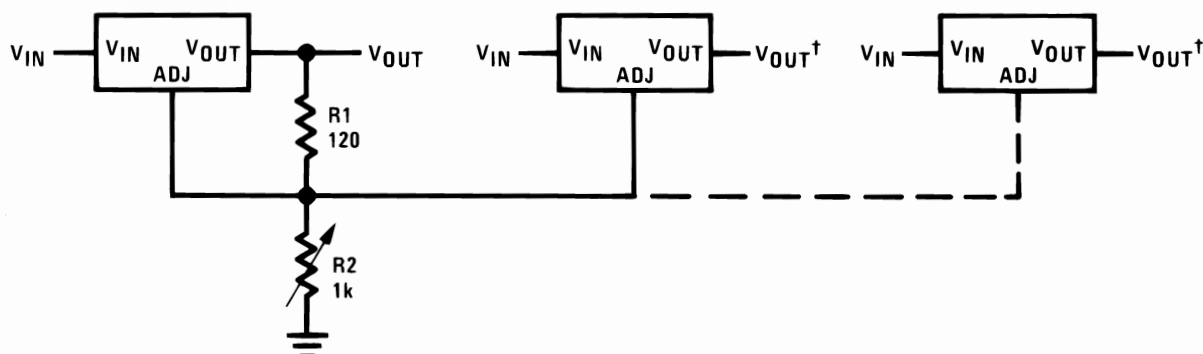 VIN VIN VOUT ADJ VOUT
VIN VIN VOUT ADJ VOUT†
VIN VIN VOUT ADJ VOUT†
R1
120
R2
1k